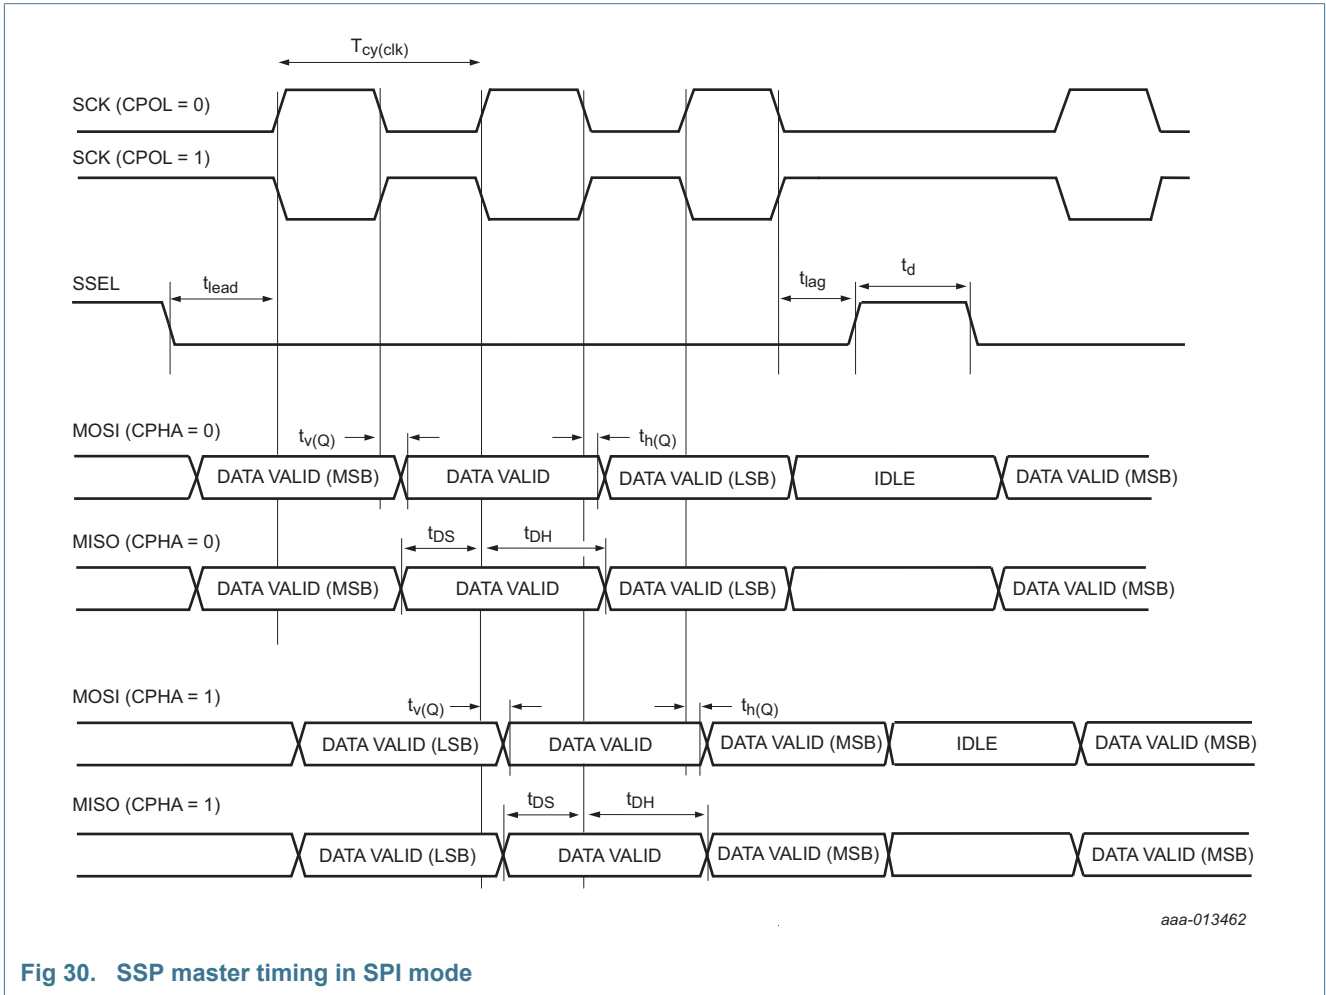 Tcy(clk)
SCK (CPOL = 0)
SCK (CPOL = 1)
SSEL
tlead
tlag
td
MOSI (CPHA = 0)
tv(Q)
th(Q)
DATA VALID (MSB) DATA VALID DATA VALID (LSB) IDLE DATA VALID (MSB)
MISO (CPHA = 0)
tDS
tDH
DATA VALID (MSB) DATA VALID DATA VALID (LSB) DATA VALID (MSB)
MOSI (CPHA = 1)
tv(Q)
th(Q)
DATA VALID (LSB) DATA VALID DATA VALID (MSB) IDLE DATA VALID (MSB)
MISO (CPHA = 1)
tDS
tDH
DATA VALID (LSB) DATA VALID DATA VALID (MSB) DATA VALID (MSB)
aaa-013462
Fig 30. SSP master timing in SPI mode